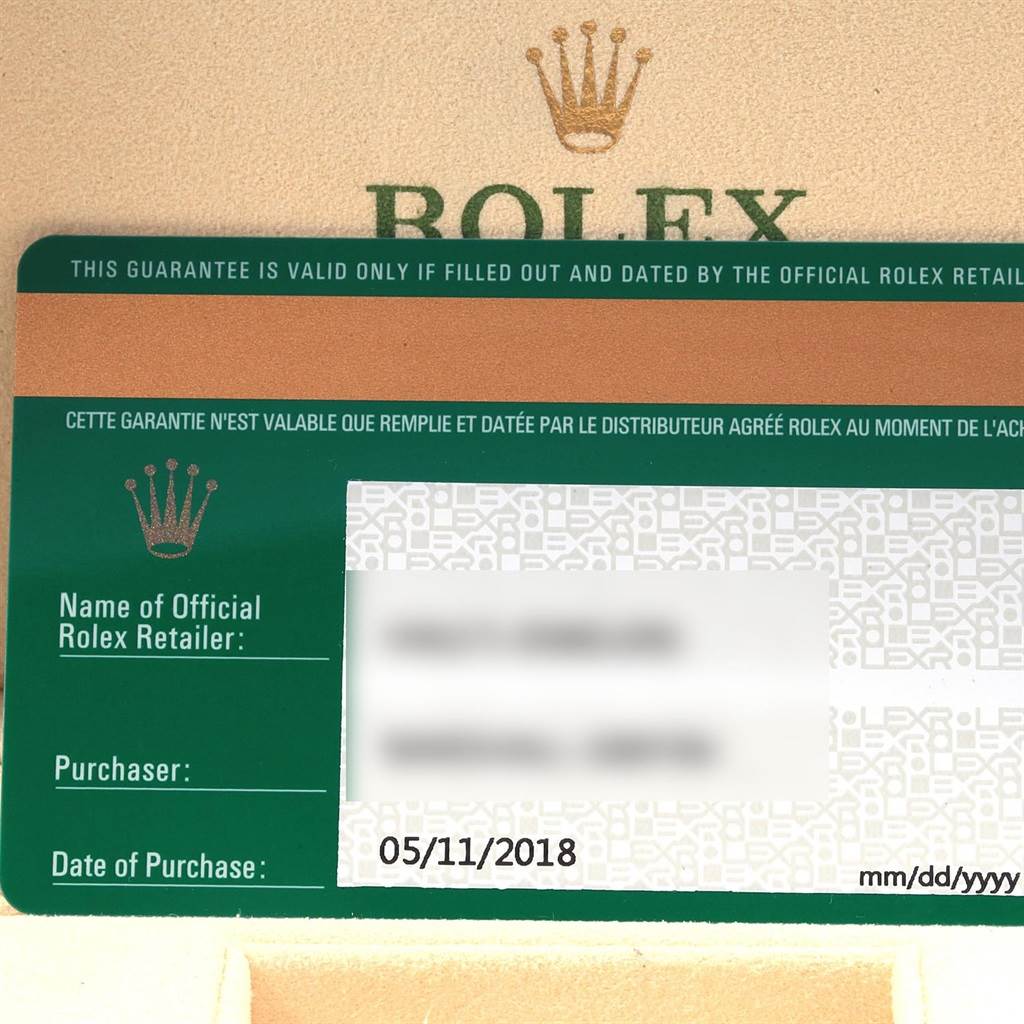 ROLEX
THIS GUARANTEE IS VALID ONLY IF FILLED OUT AND DATED BY THE OFFICIAL ROLEX RETAIL
CETTE GARANTIE N'EST VALABLE QUE REMPLIE ET DATÉE PAR LE DISTRIBUTEUR AGRÉÉ ROLEX AU MOMENT DE L'ACH
Name of Official
Rolex Retailer:
Purchaser:
Date of Purchase:
05/11/2018
mm/dd/yyyy